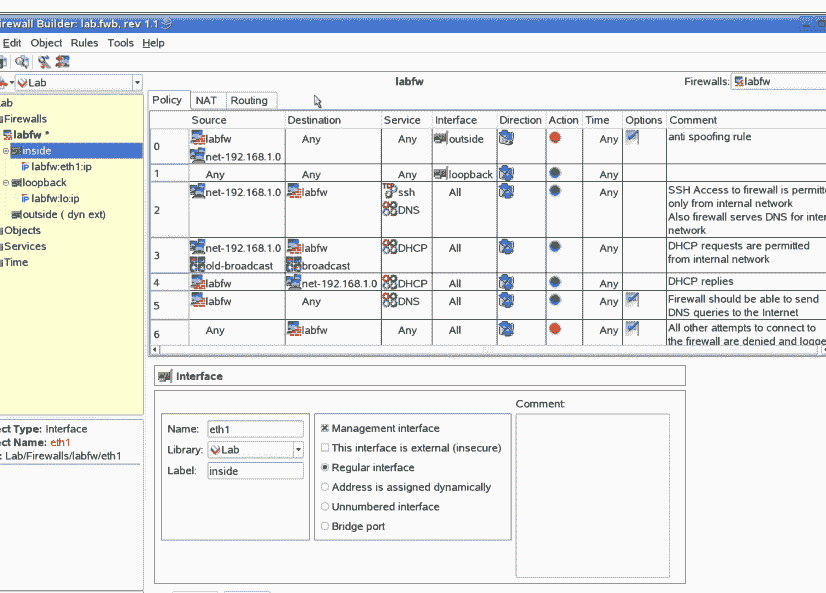 irewall Builder: lab.fwb, rev 1.1
Edit Object Rules Tools Help
Lab
labfw
Firewalls: labfw
ab
Firewalls
labfw *
inside
labfw:eth1:ip
loopback
labfw:lo:ip
outside ( dyn ext)
Objects
Services
Time
Policy NAT Routing
Source Destination Service Interface Direction Action Time Options Comment
0 labfw Any Any outside Any anti spoofing rule
net-192.168.1.0
1 Any Any Any loopback Any
2 net-192.168.1.0 labfw ssh All Any SSH Access to firewall is permitte
DNS only from internal network
Also firewall serves DNS for inter
network
3 net-192.168.1.0 labfw DHCP All Any DHCP requests are permitted
old-broadcast broadcast from internal network
4 labfw net-192.168.1.0 DHCP All Any DHCP replies
5 labfw Any DNS All Any Firewall should be able to send
DNS queries to the Internet
6 Any labfw Any All Any All other attempts to connect to
the firewall are denied and logge
ect Type: Interface
ect Name: eth1
: Lab/Firewalls/labfw/eth1
Interface
Name: eth1
Library: Lab
Label: inside
Management interface
This interface is external (insecure)
Regular interface
Address is assigned dynamically
Unnumbered interface
Bridge port
Comment: